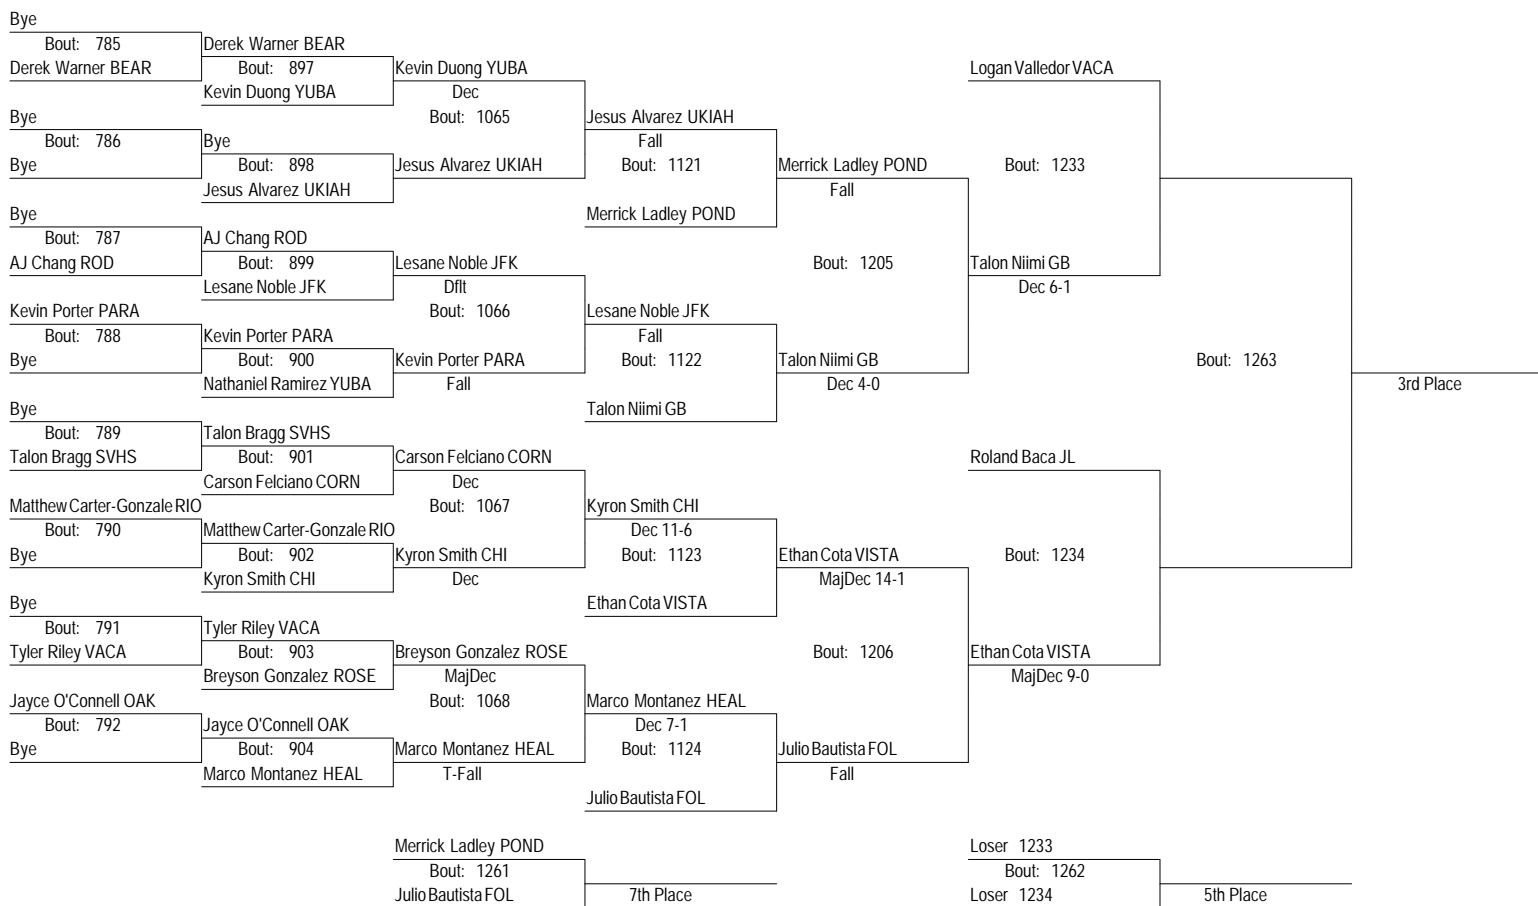 Bye
Bout: 785
Derek Warner BEAR
Derek Warner BEAR
Bout: 897
Kevin Duong YUBA
Kevin Duong YUBA
Dec
Bout: 1065
Logan Valledor VACA
Bye
Bout: 786
Bye
Bye
Bout: 898
Jesus Alvarez UKIAH
Jesus Alvarez UKIAH
Jesus Alvarez UKIAH
Fall
Bout: 1121
Merrick Ladley POND
Merrick Ladley POND
Fall
Bout: 1233
Bye
Bout: 787
AJ Chang ROD
AJ Chang ROD
Bout: 899
Lesane Noble JFK
Lesane Noble JFK
Dflt
Bout: 1066
Bout: 1205
Talon Niimi GB
Dec 6-1
Kevin Porter PARA
Bout: 788
Bye
Kevin Porter PARA
Bout: 900
Nathaniel Ramirez YUBA
Kevin Porter PARA
Fall
Lesane Noble JFK
Fall
Bout: 1122
Talon Niimi GB
Talon Niimi GB
Dec 4-0
Bout: 1263
3rd Place
Bye
Bout: 789
Talon Bragg SVHS
Talon Bragg SVHS
Bout: 901
Carson Felciano CORN
Carson Felciano CORN
Dec
Bout: 1067
Roland Baca JL
Matthew Carter-Gonzale RIO
Bout: 790
Bye
Matthew Carter-Gonzale RIO
Bout: 902
Kyron Smith CHI
Kyron Smith CHI
Dec
Kyron Smith CHI
Dec 11-6
Bout: 1123
Ethan Cota VISTA
Ethan Cota VISTA
MajDec 14-1
Bout: 1234
Bye
Bout: 791
Tyler Riley VACA
Tyler Riley VACA
Bout: 903
Breyson Gonzalez ROSE
Breyson Gonzalez ROSE
MajDec
Bout: 1068
Bout: 1206
Ethan Cota VISTA
MajDec 9-0
Jayce O'Connell OAK
Bout: 792
Bye
Jayce O'Connell OAK
Bout: 904
Marco Montanez HEAL
Marco Montanez HEAL
T-Fall
Marco Montanez HEAL
Dec 7-1
Bout: 1124
Julio Bautista FOL
Julio Bautista FOL
Fall
Merrick Ladley POND
Bout: 1261
Julio Bautista FOL
7th Place
Loser 1233
Bout: 1262
Loser 1234
5th Place